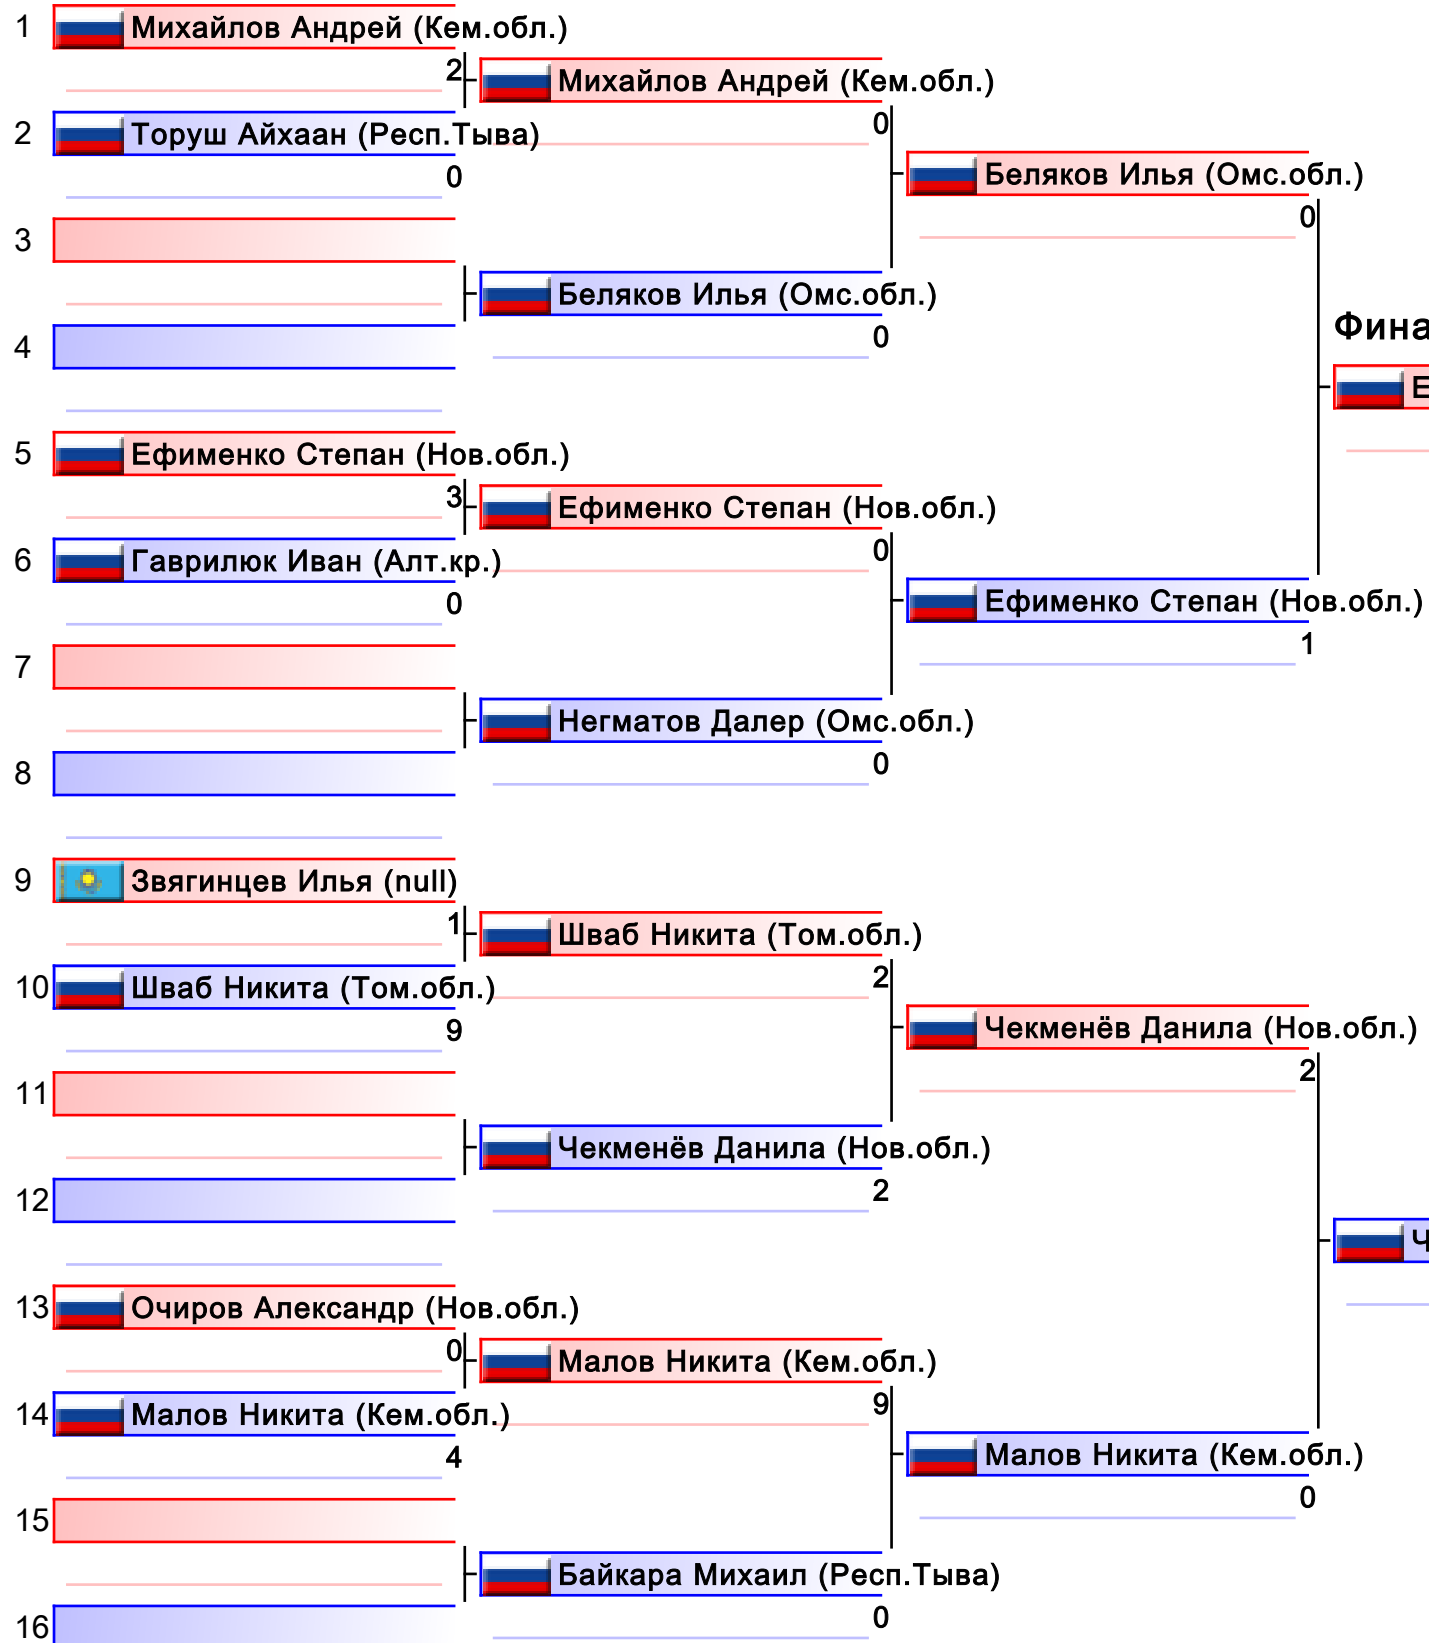 1 Михайлов Андрей (Кем.обл.)
2 Михайлов Андрей (Кем.обл.)
2 Торуш Айхаан (Респ.Тыва)
0
0
Беляков Илья (Омс.обл.)
0
3
Беляков Илья (Омс.обл.)
0
4
Фина
Е
5 Ефименко Степан (Нов.обл.)
3 Ефименко Степан (Нов.обл.)
6 Гаврилюк Иван (Алт.кр.)
0
0
Ефименко Степан (Нов.обл.)
1
7
Негматов Далер (Омс.обл.)
0
8
9 Звягинцев Илья (null)
1 Шваб Никита (Том.обл.)
10 Шваб Никита (Том.обл.)
2
9
Чекменёв Данила (Нов.обл.)
2
11
Чекменёв Данила (Нов.обл.)
2
12
Ч
13 Очиров Александр (Нов.обл.)
0 Малов Никита (Кем.обл.)
14 Малов Никита (Кем.обл.)
9
4
Малов Никита (Кем.обл.)
0
15
Байкара Михаил (Респ.Тыва)
0
16